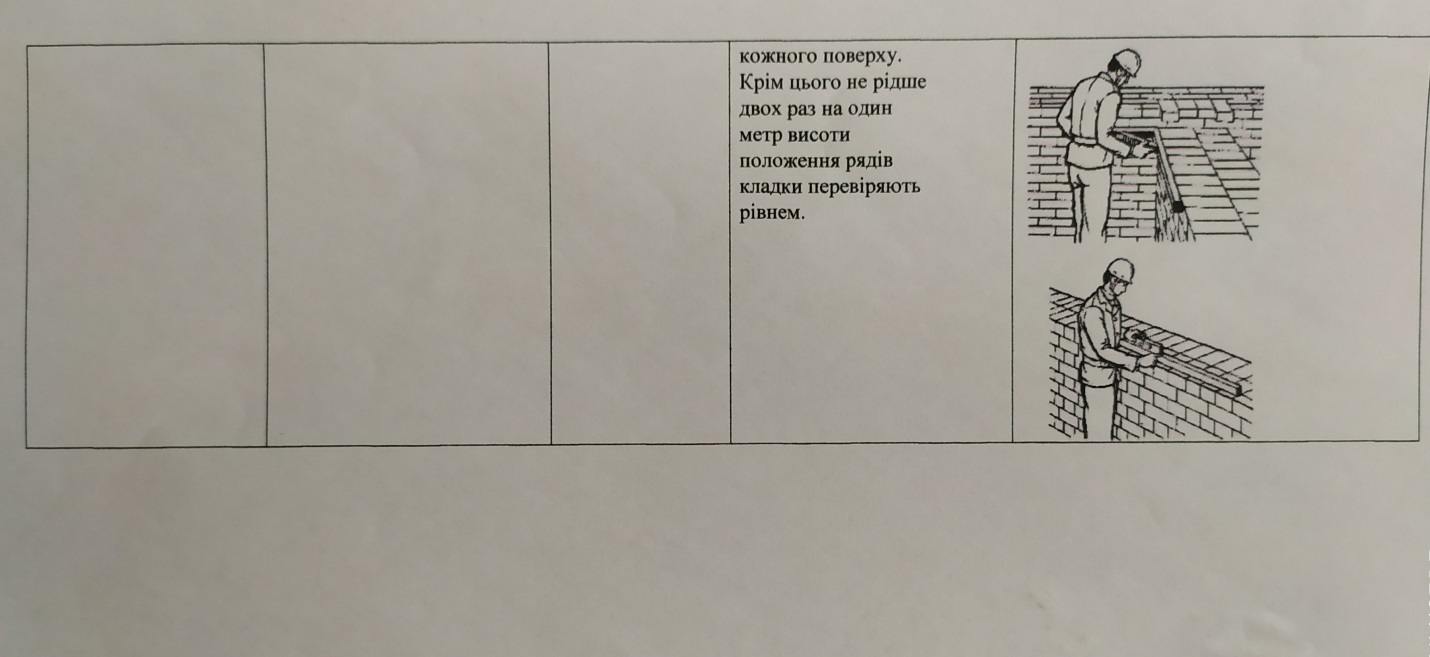 кожного поверху.
Крім цього не рідше
двох раз на один
метр висоти
положення рядів
кладки перевіряють
рівнем.